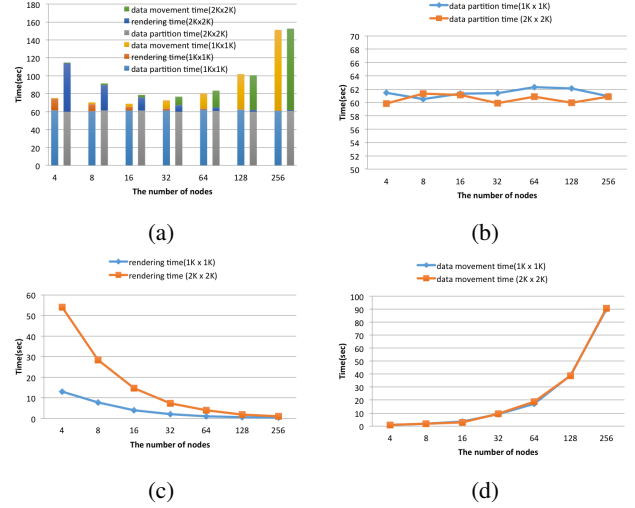 data movement time(2Kx2K)
rendering time(2Kx2K)
data partition time(2Kx2K)
data movement time(1Kx1K)
rendering time(1Kx1K)
data partition time(1Kx1K)
180
160
140
120
100
80
60
40
20
0
Time(sec)
4 8 16 32 64 128 256
The number of nodes
(a)
data partition time(1K x 1K)
data partition time (2K x 2K)
70
68
66
64
62
60
58
56
54
52
50
Time(sec)
4 8 16 32 64 128 256
The number of nodes
(b)
rendering time(1K x 1K)
rendering time (2K x 2K)
60
50
40
30
20
10
0
Time(sec)
4 8 16 32 64 128 256
The number of nodes
(c)
data movement time(1K x 1K)
data movement time (2K x 2K)
100
90
80
70
60
50
40
30
20
10
0
Time(sec)
4 8 16 32 64 128 256
The number of nodes
(d)